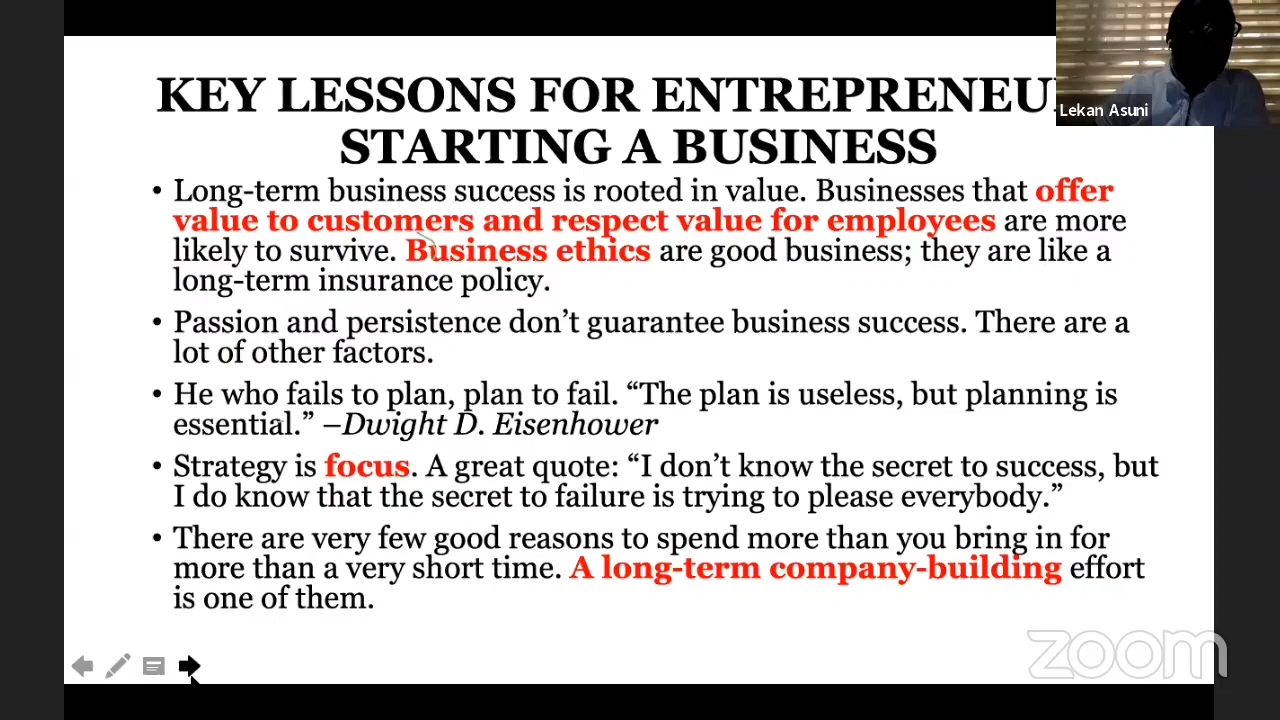 KEY LESSONS FOR ENTREPRENEU
STARTING A BUSINESS
Lekan Asuni
• Long-term business success is rooted in value. Businesses that offer
value to customers and respect value for employees are more
likely to survive. Business ethics are good business; they are like a
long-term insurance policy.
• Passion and persistence don’t guarantee business success. There are a
lot of other factors.
• He who fails to plan, plan to fail. “The plan is useless, but planning is
essential.” –Dwight D. Eisenhower
• Strategy is focus. A great quote: “I don’t know the secret to success, but
I do know that the secret to failure is trying to please everybody.”
• There are very few good reasons to spend more than you bring in for
more than a very short time. A long-term company-building effort
is one of them.
zoom